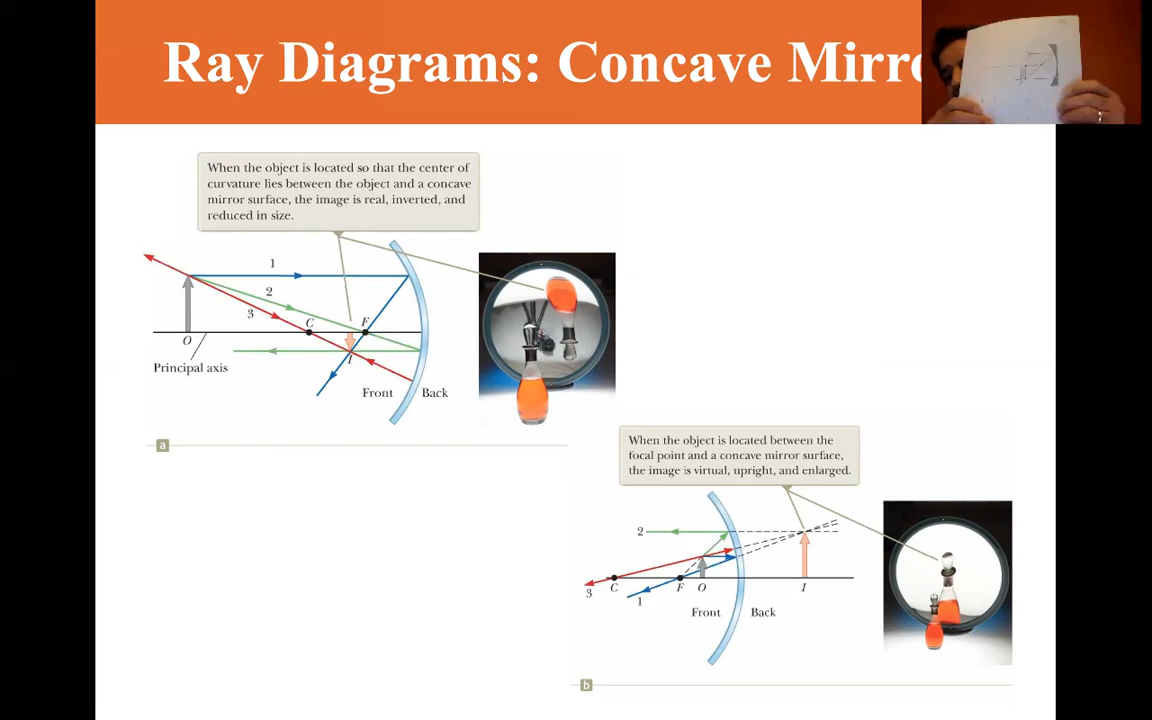 Ray Diagrams: Concave Mirro
When the object is located so that the center of
curvature lies between the object and a concave
mirror surface, the image is real, inverted, and
reduced in size.
1
2
3
C
F
O
I
Principal axis
Front
Back
a
When the object is located between the
focal point and a concave mirror surface,
the image is virtual, upright, and enlarged.
2
3
C
1
F
O
I
Front
Back
b